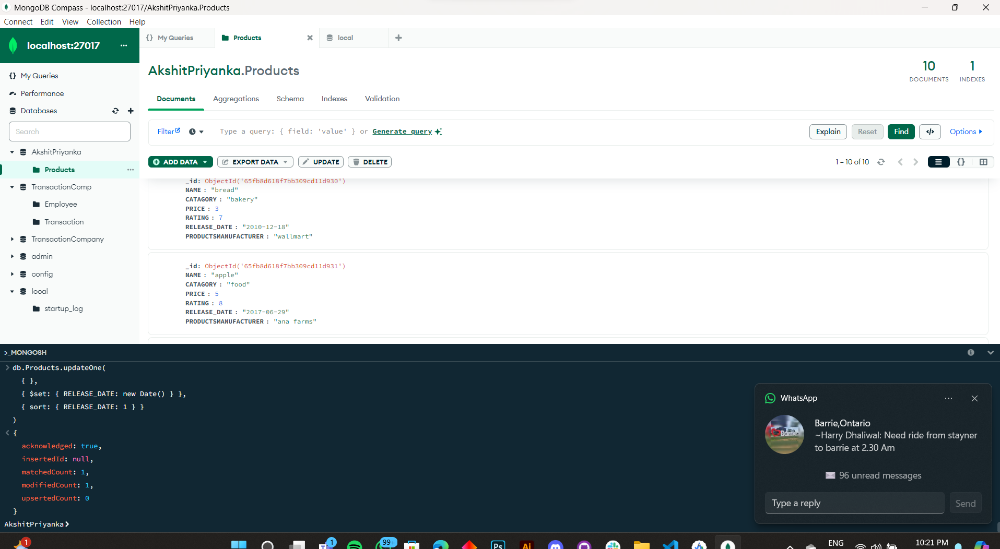 MongoDB Compass - localhost:27017/AkshitPriyanka.Products
Connect Edit View Collection Help
localhost:27017 ...
{} My Queries
Products
local
My Queries
Performance
Databases
Search
AkshitPriyanka
Products
TransactionComp
Employee
Transaction
TransactionCompany
admin
config
local
startup_log
AkshitPriyanka.Products
10
DOCUMENTS
1
INDEXES
Documents Aggregations Schema Indexes Validation
Filter Type a query: { field: 'value' } or Generate query Explain Reset Find </> Options
ADD DATA EXPORT DATA UPDATE DELETE 1 – 10 of 10 {}
_id: ObjectId('65fb8d618f7bb309cd11d930')
NAME : "bread"
CATAGORY : "bakery"
PRICE : 3
RATING : 7
RELEASE_DATE : "2010-12-18"
PRODUCTSMANUFACTURER : "wallmart"
_id: ObjectId('65fb8d618f7bb309cd11d931')
NAME : "apple"
CATAGORY : "food"
PRICE : 5
RATING : 8
RELEASE_DATE : "2017-06-29"
PRODUCTSMANUFACTURER : "ana farms"
>_MONGOSH
> db.Products.updateOne(
{ },
{ $set: { RELEASE_DATE: new Date() } },
{ sort: { RELEASE_DATE: 1 } }
)
< {
acknowledged: true,
insertedId: null,
matchedCount: 1,
modifiedCount: 1,
upsertedCount: 0
}
AkshitPriyanka>
WhatsApp ...
Barrie,Ontario
~Harry Dhaliwal: Need ride from stayner
to barrie at 2.30 Am
96 unread messages
Type a reply Send
1
1
99+
Ps
Ai
ENG
10:21 PM